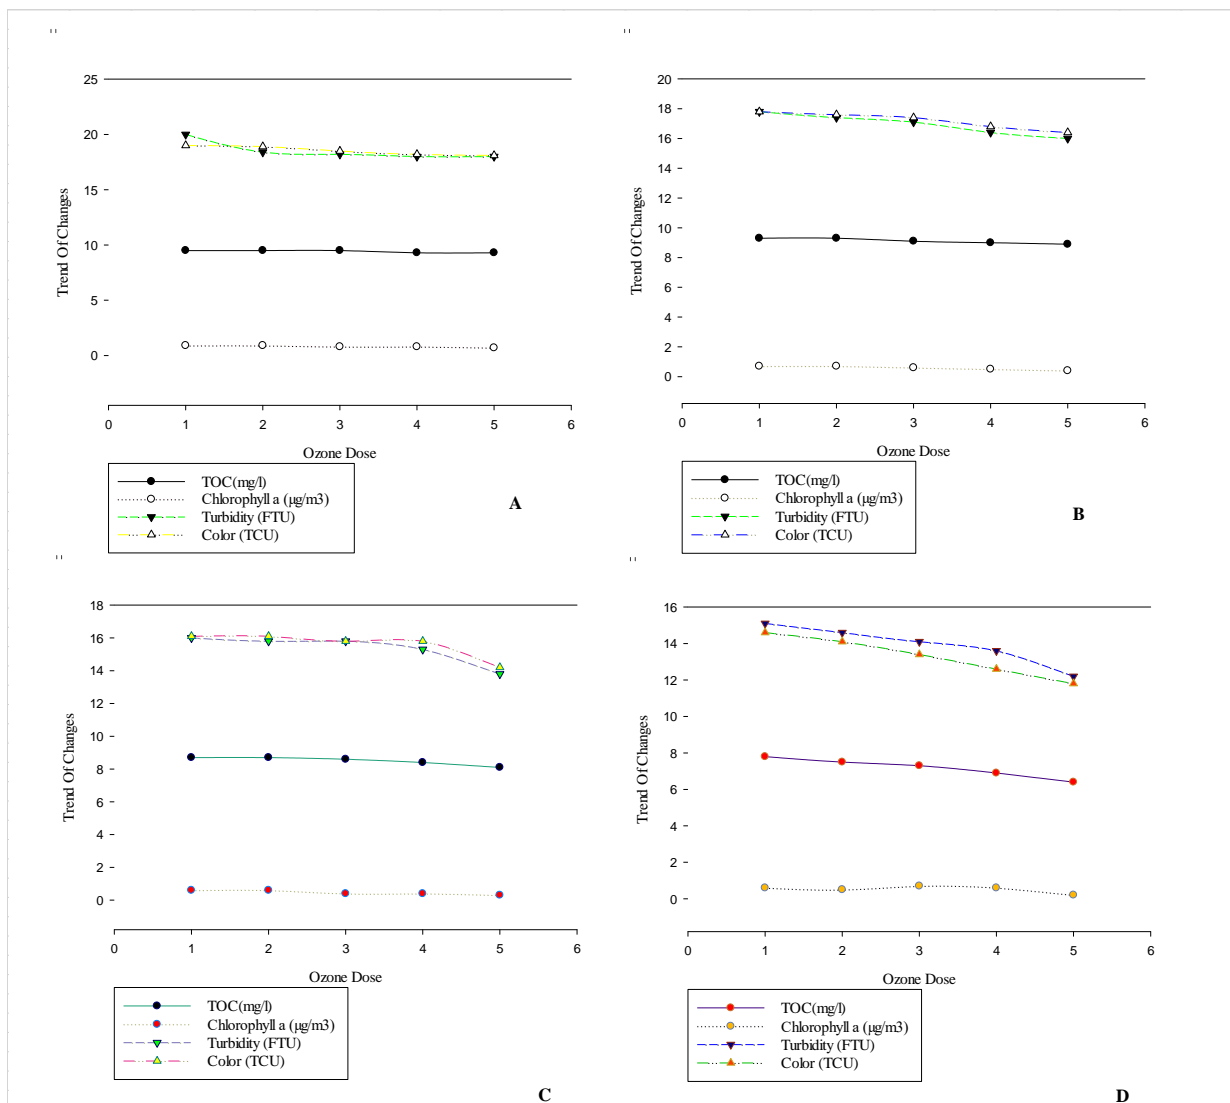 25
20
15
10
5
0
Trend Of Changes
0 1 2 3 4 5 6
Ozone Dose
TOC(mg/l)
Chlorophyll a (µg/m3)
Turbidity (FTU)
Color (TCU)
A
20
18
16
14
12
10
8
6
4
2
0
Trend Of Changes
0 1 2 3 4 5 6
Ozone Dose
TOC(mg/l)
Chlorophyll a (µg/m3)
Turbidity (FTU)
Color (TCU)
B
18
16
14
12
10
8
6
4
2
0
Trend Of Changes
0 1 2 3 4 5 6
Ozone Dose
TOC(mg/l)
Chlorophyll a (µg/m3)
Turbidity (FTU)
Color (TCU)
C
16
14
12
10
8
6
4
2
0
Trend Of Changes
0 1 2 3 4 5 6
Ozone Dose
TOC(mg/l)
Chlorophyll a (µg/m3)
Turbidity (FTU)
Color (TCU)
D